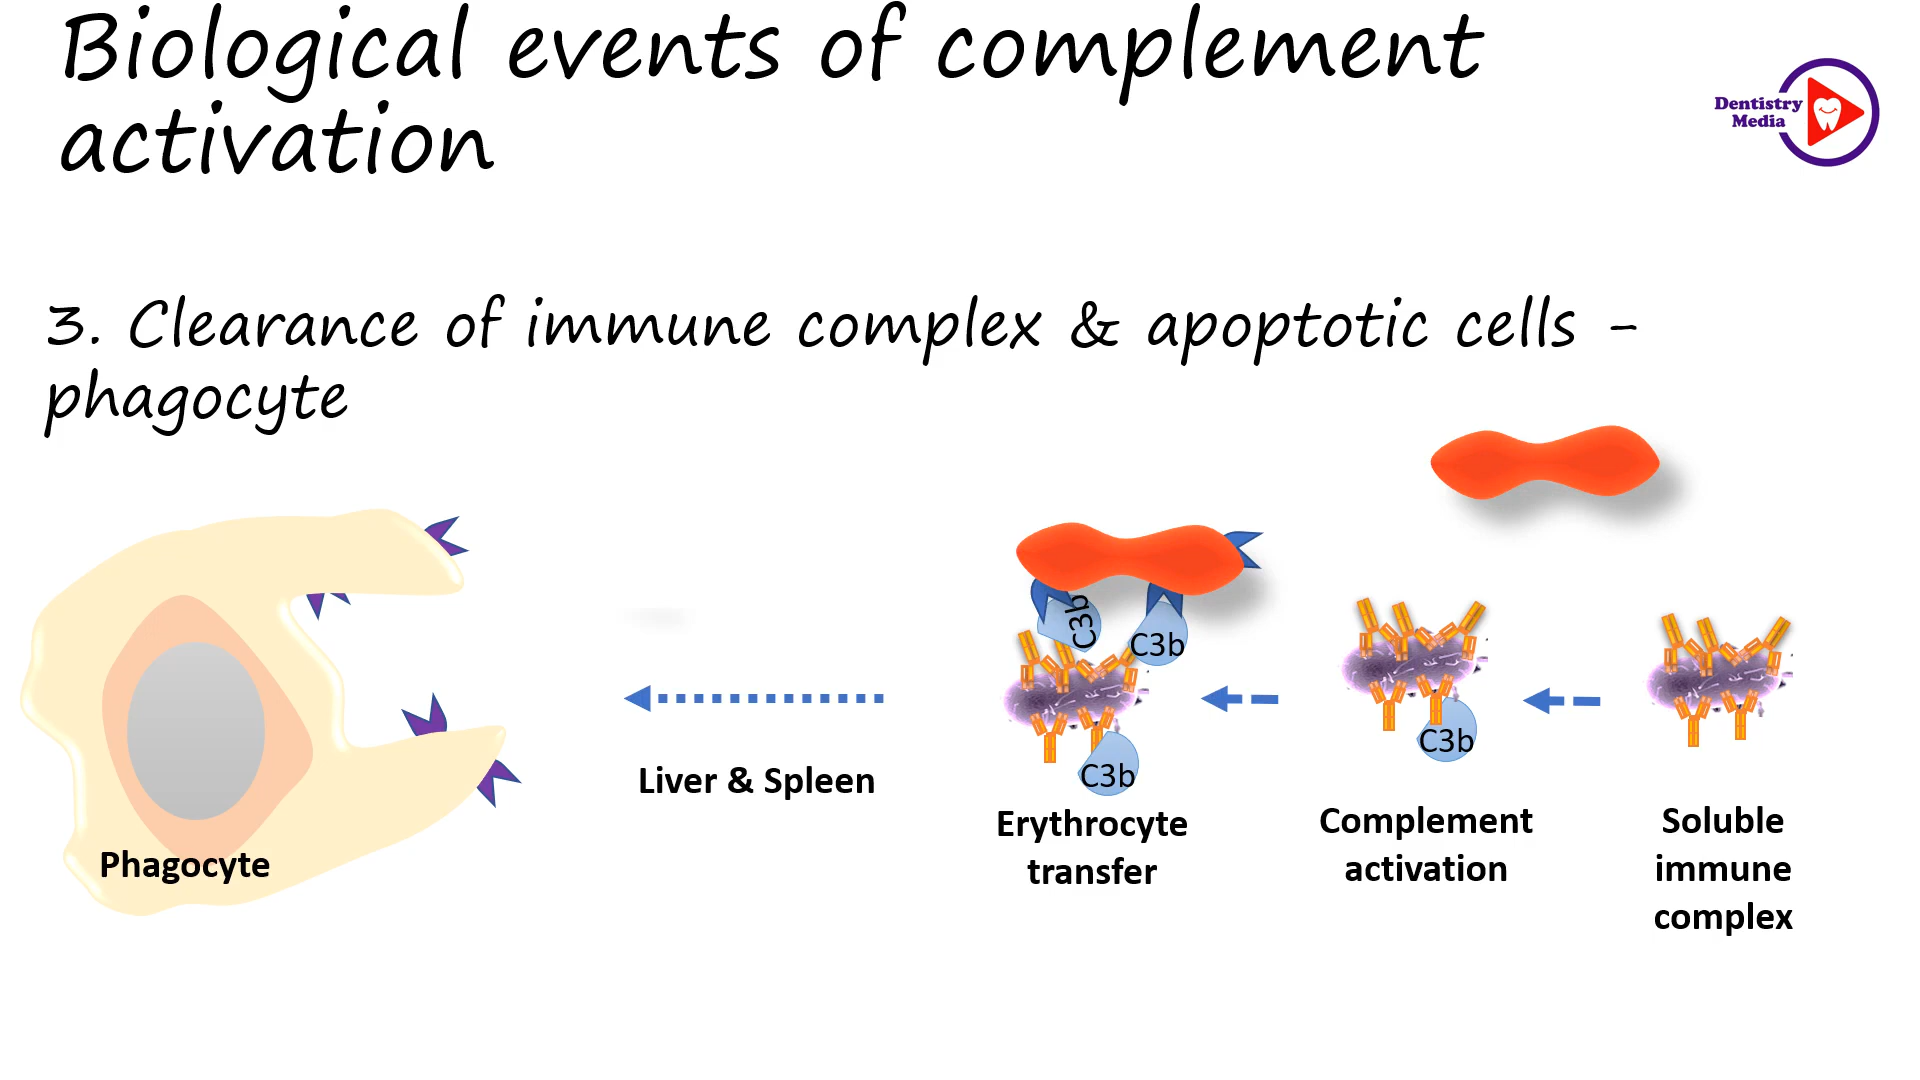 Biological events of complement
activation
Dentistry
Media
3. Clearance of immune complex & apoptotic cells -
phagocyte
C3b
C3b
C3b
C3b
Liver & Spleen
Phagocyte
Erythrocyte
transfer
Complement
activation
Soluble
immune
complex